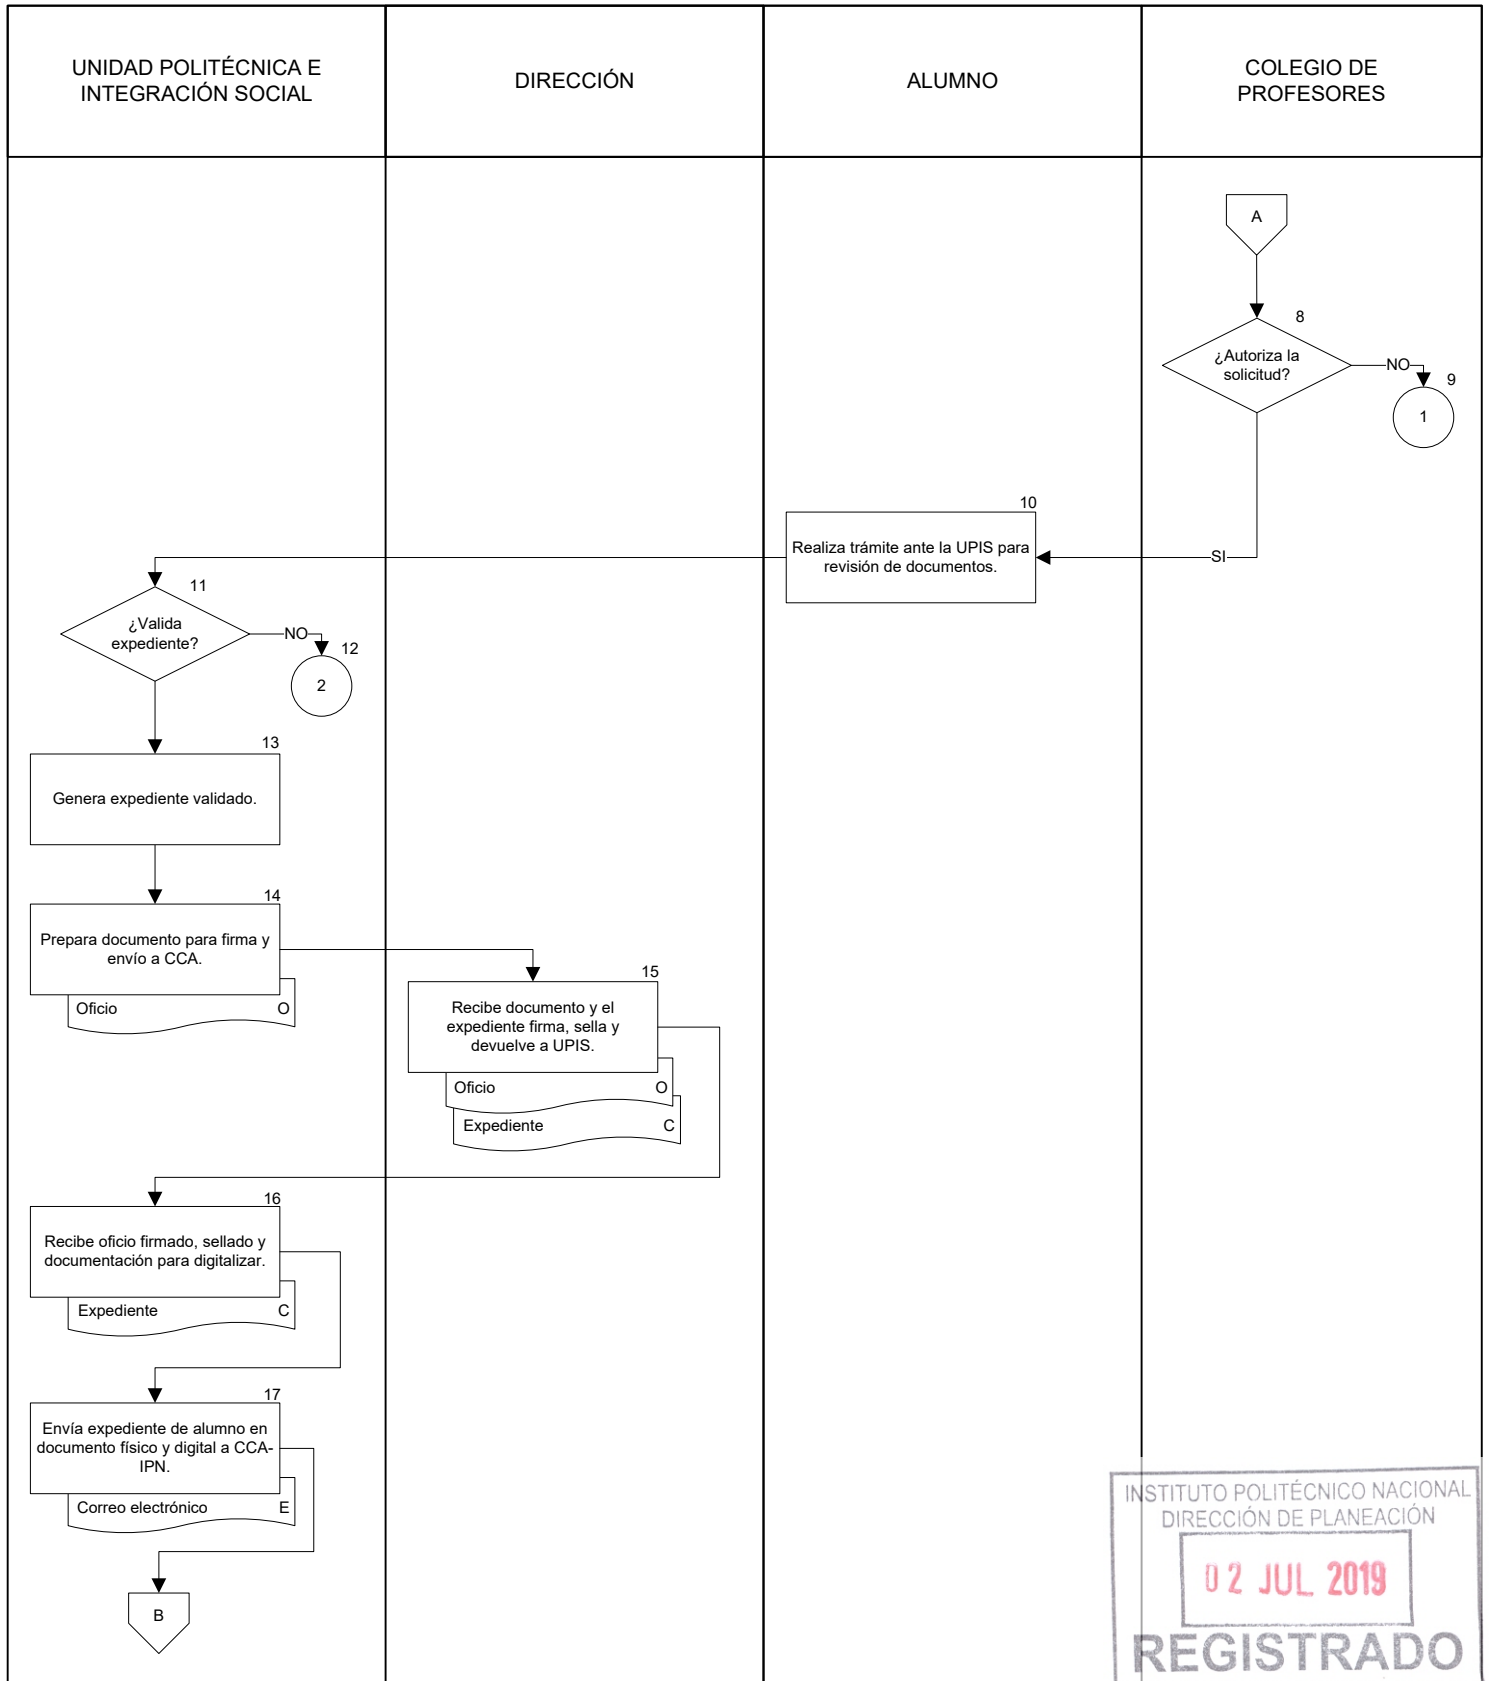 UNIDAD POLITÉCNICA E
INTEGRACIÓN SOCIAL
DIRECCIÓN
ALUMNO
COLEGIO DE
PROFESORES
A
8
¿Autoriza la
solicitud?
NO
9
1
SI
10
Realiza trámite ante la UPIS para
revisión de documentos.
11
¿Valida
expediente?
NO
12
2
13
Genera expediente validado.
14
Prepara documento para firma y
envío a CCA.
Oficio O
15
Recibe documento y el
expediente firma, sella y
devuelve a UPIS.
Oficio O
Expediente C
16
Recibe oficio firmado, sellado y
documentación para digitalizar.
Expediente C
17
Envía expediente de alumno en
documento físico y digital a CCA-
IPN.
Correo electrónico E
B
INSTITUTO POLITÉCNICO NACIONAL
DIRECCIÓN DE PLANEACIÓN
02 JUL 2019
REGISTRADO